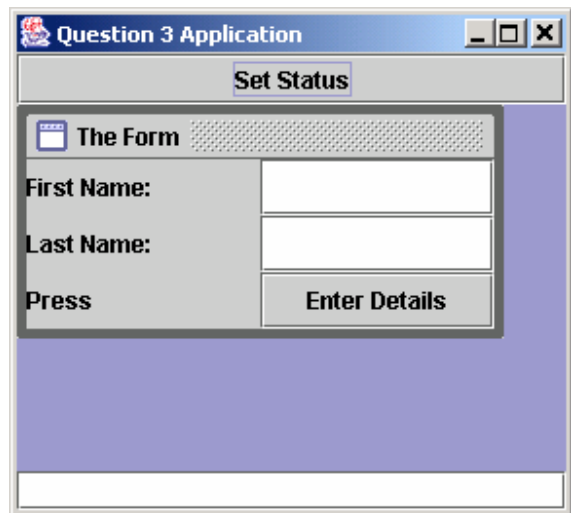 Question 3 Application
Set Status
The Form
First Name:
Last Name:
Press Enter Details